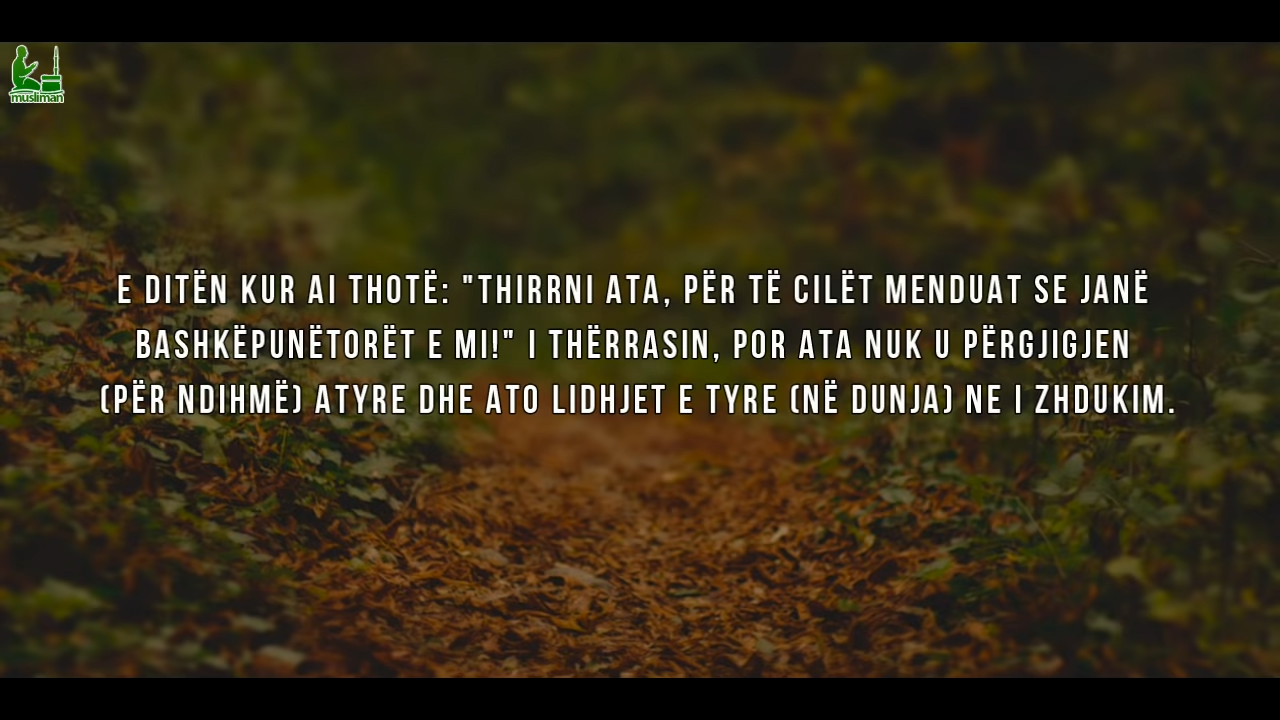 musliman
E DITËN KUR AI THOTË: "THIRRNI ATA, PËR TË CILËT MENDUAT SE JANË
BASHKËPUNËTORËT E MI!" I THËRRASIN, POR ATA NUK U PËRGJIGJEN
(PËR NDIHMË) ATYRE DHE ATO LIDHJET E TYRE (NË DUNJA) NE I ZHDUKIM.